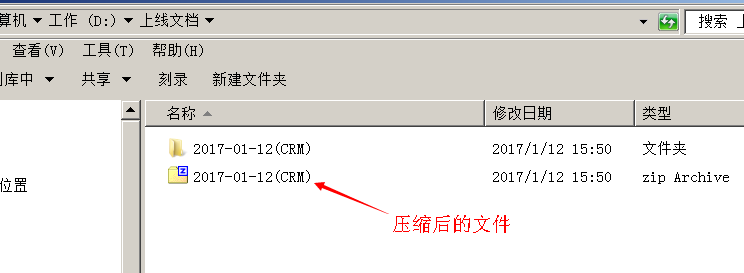 算机 ▼ 工作 (D:) ▼ 上线文档 ▼ 搜索
查看(V) 工具(T) 帮助(H)
库中 ▼ 共享 ▼ 刻录 新建文件夹
名称 修改日期 类型
2017-01-12(CRM) 2017/1/12 15:50 文件夹
位置 2017-01-12(CRM) 2017/1/12 15:50 zip Archive
压缩后的文件